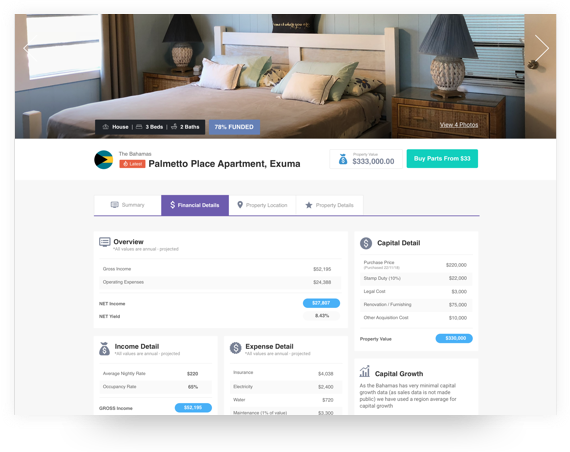 House | 3 Beds | 2 Baths
78% FUNDED
View 4 Photos
The Bahamas
Latest
Palmetto Place Apartment, Exuma
Property Value
$333,000.00
Buy Parts From $33
Summary
Financial Details
Property Location
Property Details
Overview
*All values are annual - projected
Gross Income $52,195
Operating Expenses $24,388
NET Income $27,807
NET Yield 8.43%
Capital Detail
Purchase Price $220,000
Stamp Duty (10%) $22,000
Legal Cost $3,000
Renovation / Furnishing $75,000
Other Acquisition Cost $10,000
Property Value $330,000
Income Detail
*All values are annual - projected
Average Nightly Rate $220
Occupancy Rate 65%
GROSS Income $52,195
Expense Detail
*All values are annual - projected
Insurance $4,038
Electricity $2,400
Water $720
Maintenance (1% of value) $3,300
Capital Growth
As the Bahamas has very minimal capital
growth data (as sales data is not made
public) we have used a region average for
capital growth